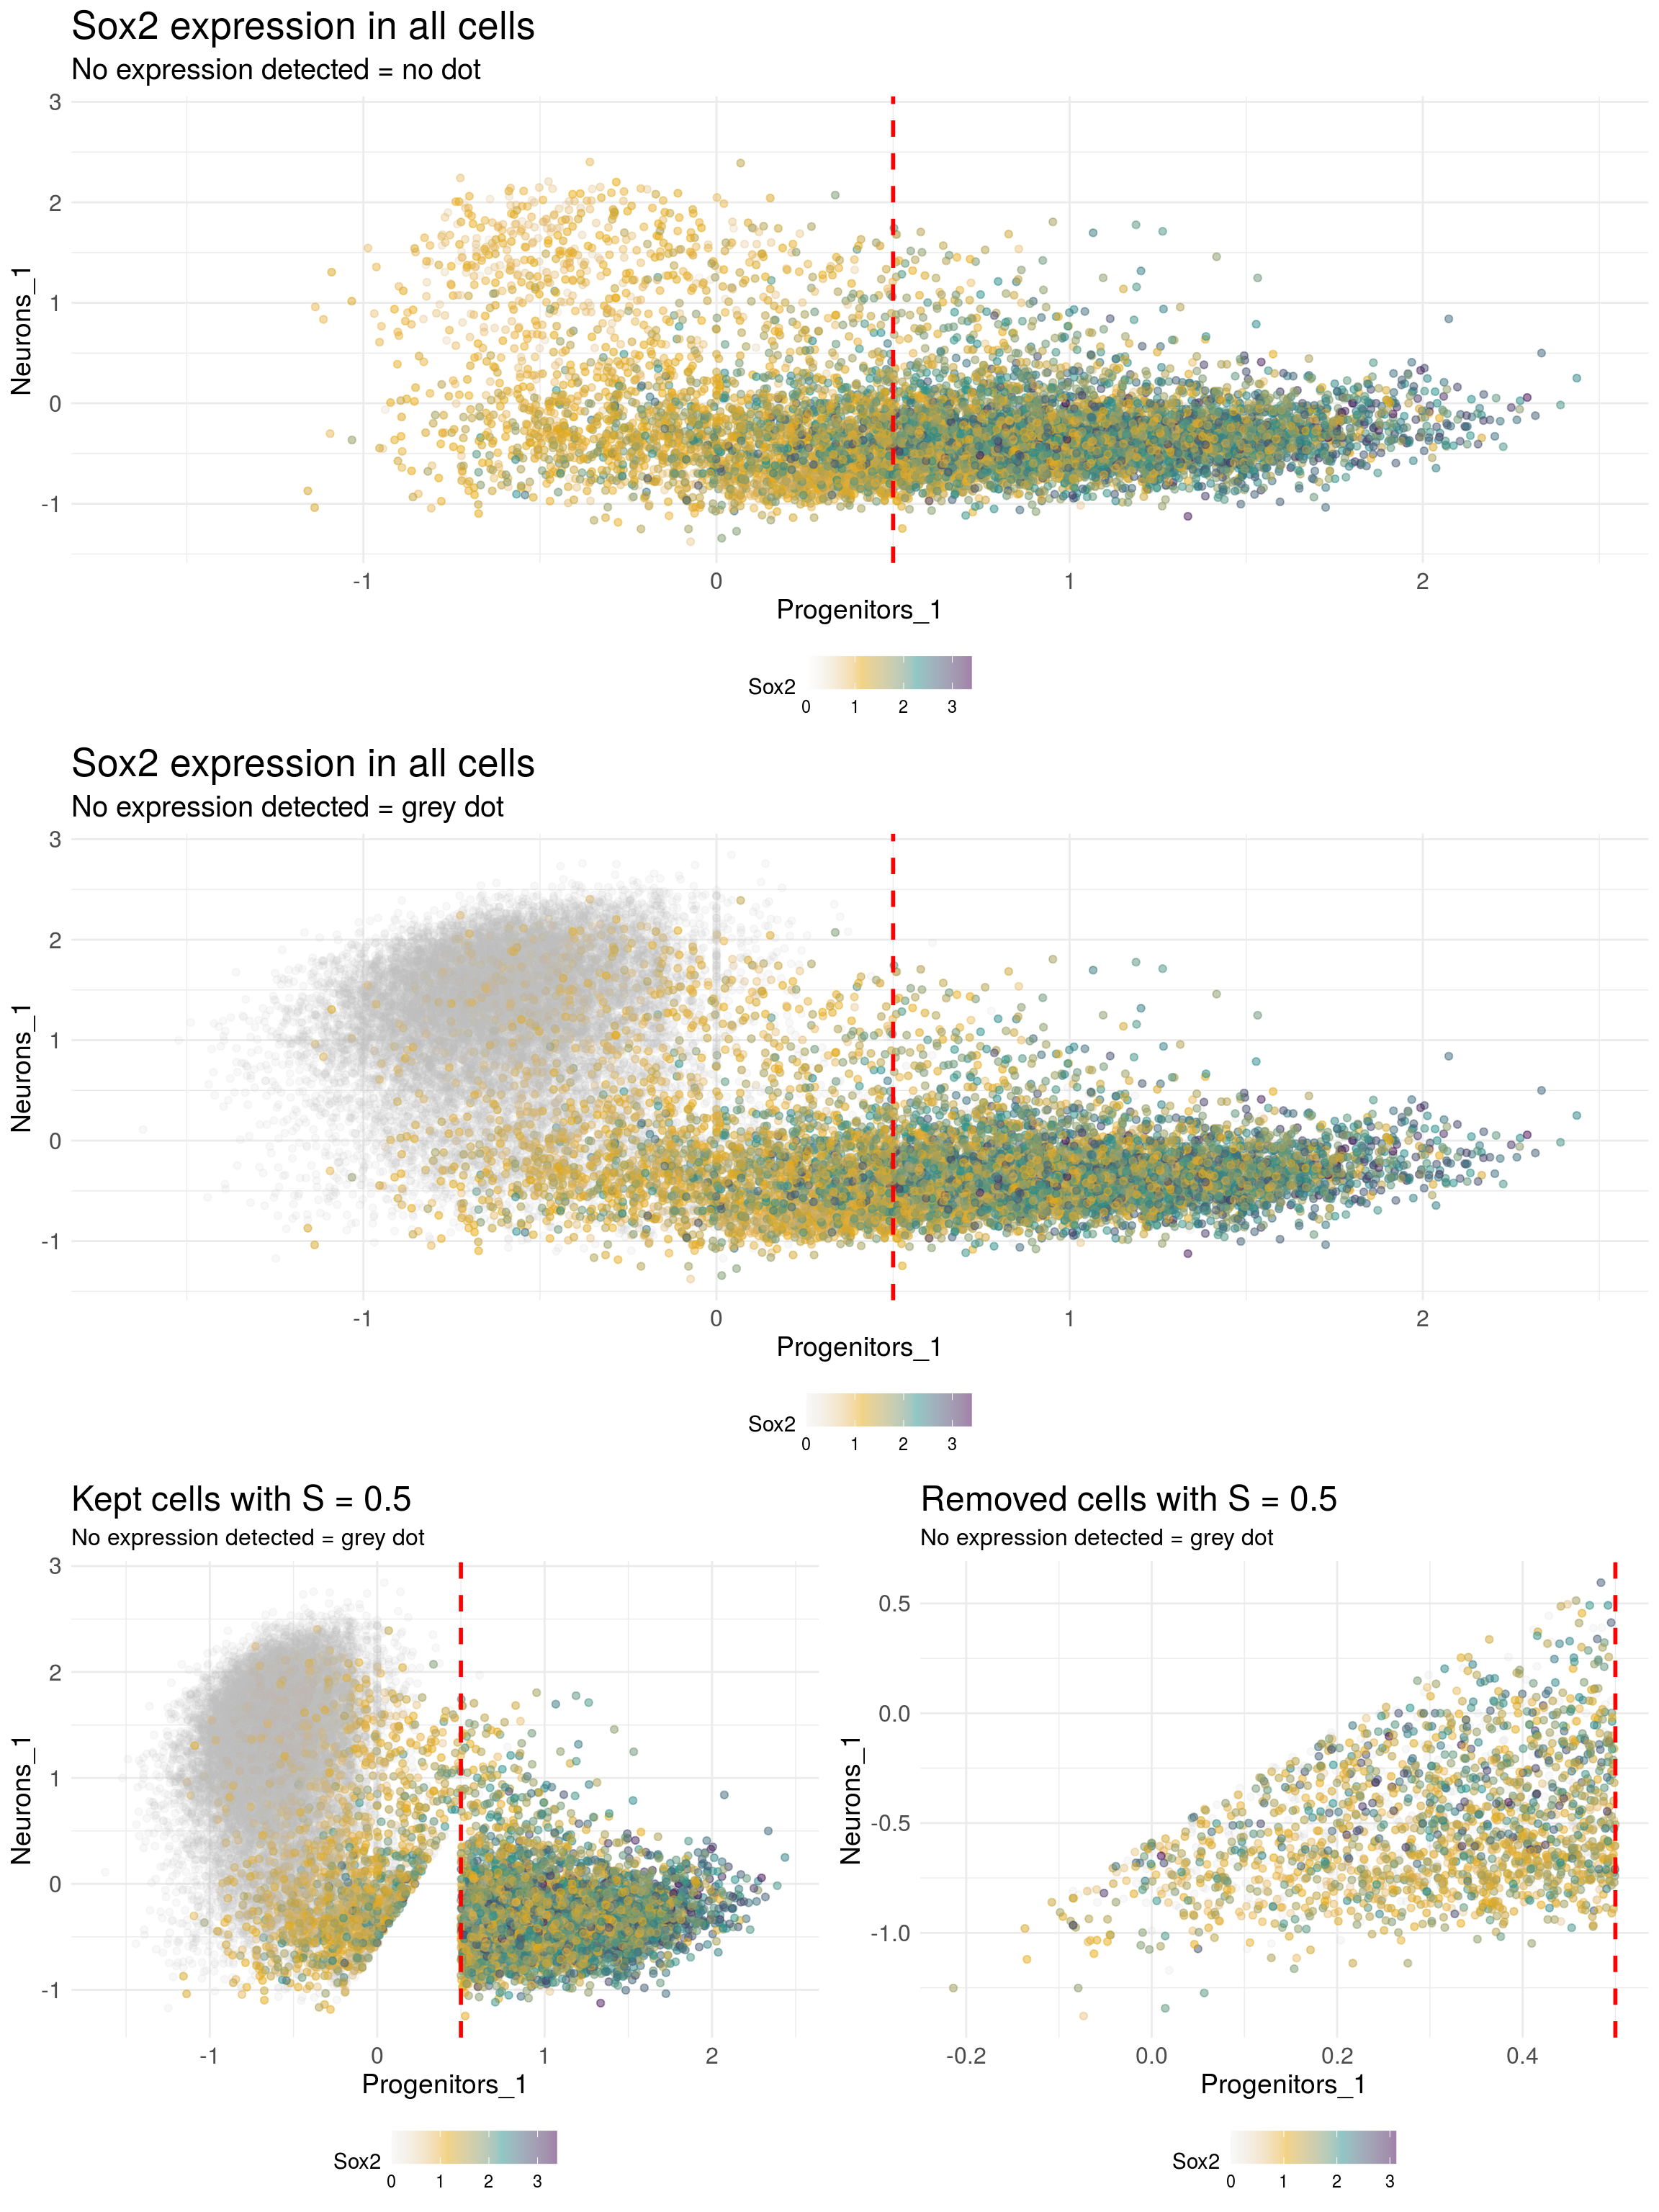 Sox2 expression in all cells
No expression detected = no dot
3
2
1
0
-1
Neurons_1
-1 0 1 2
Progenitors_1
Sox2
0 1 2 3
Sox2 expression in all cells
No expression detected = grey dot
3
2
1
0
-1
Neurons_1
-1 0 1 2
Progenitors_1
Sox2
0 1 2 3
Kept cells with S = 0.5
No expression detected = grey dot
3
2
1
0
-1
Neurons_1
-1 0 1 2
Progenitors_1
Sox2
0 1 2 3
Removed cells with S = 0.5
No expression detected = grey dot
0.5
0.0
-0.5
-1.0
Neurons_1
-0.2 0.0 0.2 0.4
Progenitors_1
Sox2
0 1 2 3